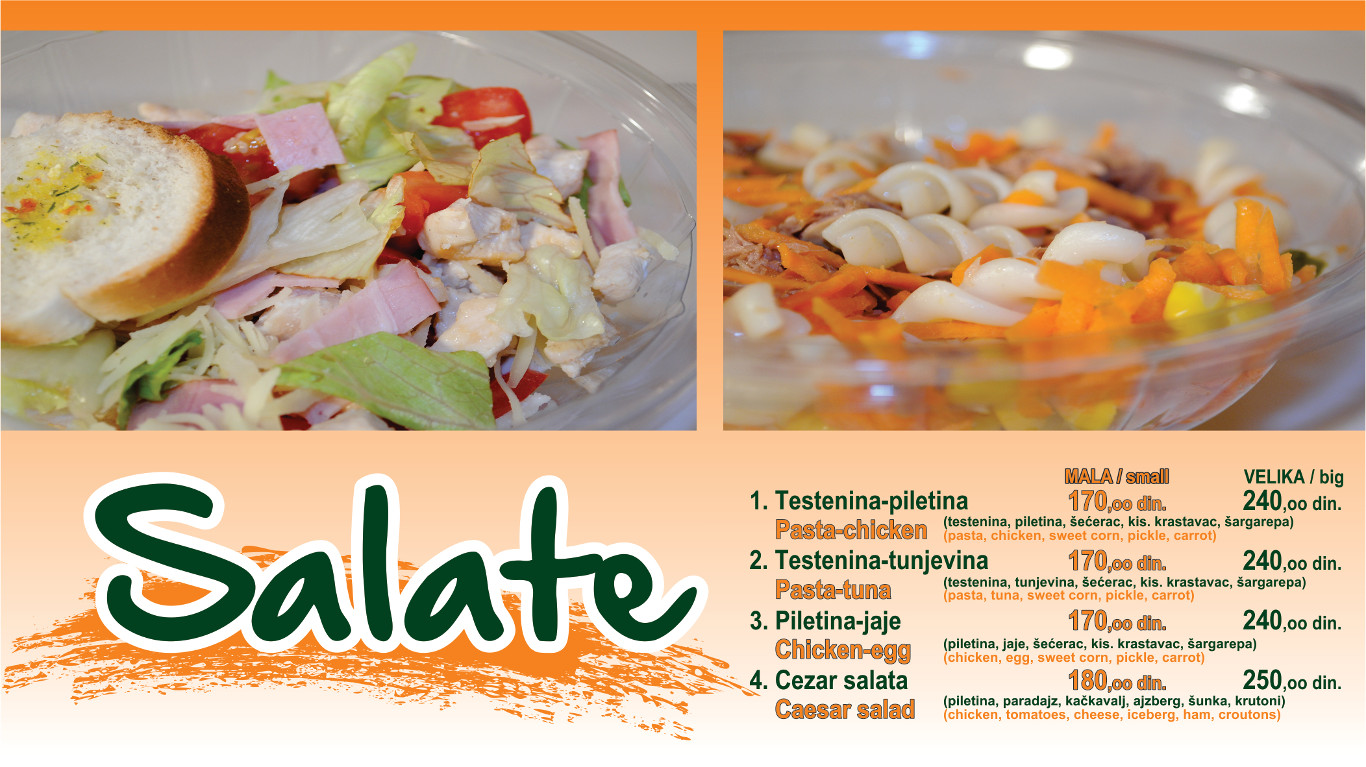 Salate
MALA / small VELIKA / big
1. Testenina-piletina 170,oo din. 240,oo din.
Pasta-chicken (testenina, piletina, šećerac, kis. krastavac, šargarepa)
(pasta, chicken, sweet corn, pickle, carrot)
2. Testenina-tunjevina 170,oo din. 240,oo din.
Pasta-tuna (testenina, tunjevina, šećerac, kis. krastavac, šargarepa)
(pasta, tuna, sweet corn, pickle, carrot)
3. Piletina-jaje 170,oo din. 240,oo din.
Chicken-egg (piletina, jaje, šećerac, kis. krastavac, šargarepa)
(chicken, egg, sweet corn, pickle, carrot)
4. Cezar salata 180,oo din. 250,oo din.
Caesar salad (piletina, paradajz, kačkavalj, ajzberg, šunka, krutoni)
(chicken, tomatoes, cheese, iceberg, ham, croutons)